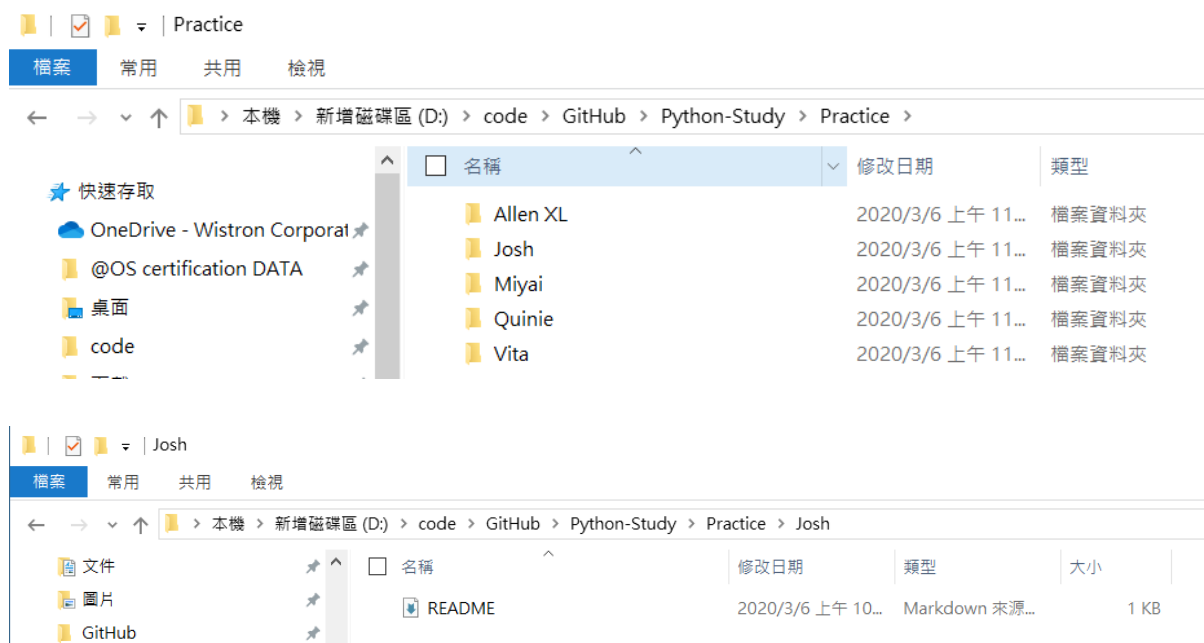 Practice
檔案 常用 共用 檢視
本機 > 新增磁碟區 (D:) > code > GitHub > Python-Study > Practice >
名稱 修改日期 類型
快速存取
Allen XL 2020/3/6 上午 11... 檔案資料夾
OneDrive - Wistron Corporat
Josh 2020/3/6 上午 11... 檔案資料夾
@OS certification DATA
Miyai 2020/3/6 上午 11... 檔案資料夾
桌面
Quinie 2020/3/6 上午 11... 檔案資料夾
code
Vita 2020/3/6 上午 11... 檔案資料夾
Josh
檔案 常用 共用 檢視
本機 > 新增磁碟區 (D:) > code > GitHub > Python-Study > Practice > Josh
文件
名稱 修改日期 類型 大小
圖片
README 2020/3/6 上午 10... Markdown 來源... 1 KB
GitHub